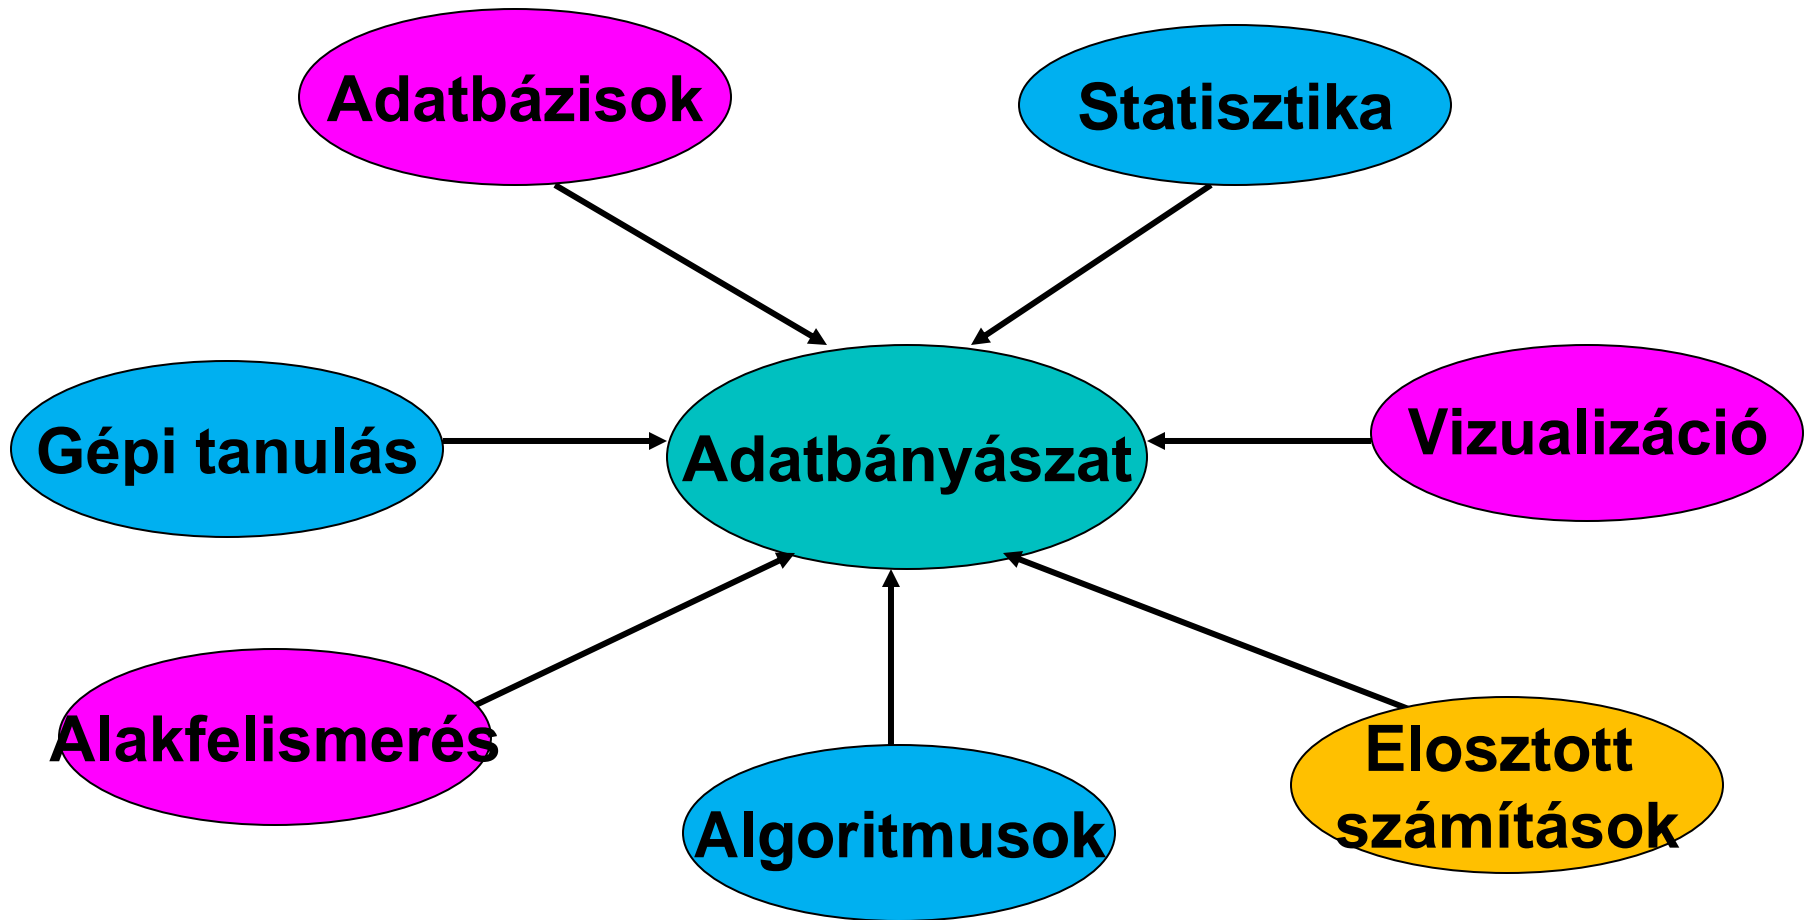 Adatbázisok
Statisztika
Gépi tanulás
Adatbányászat
Vizualizáció
Alakfelismerés
Algoritmusok
Elosztott
számítások